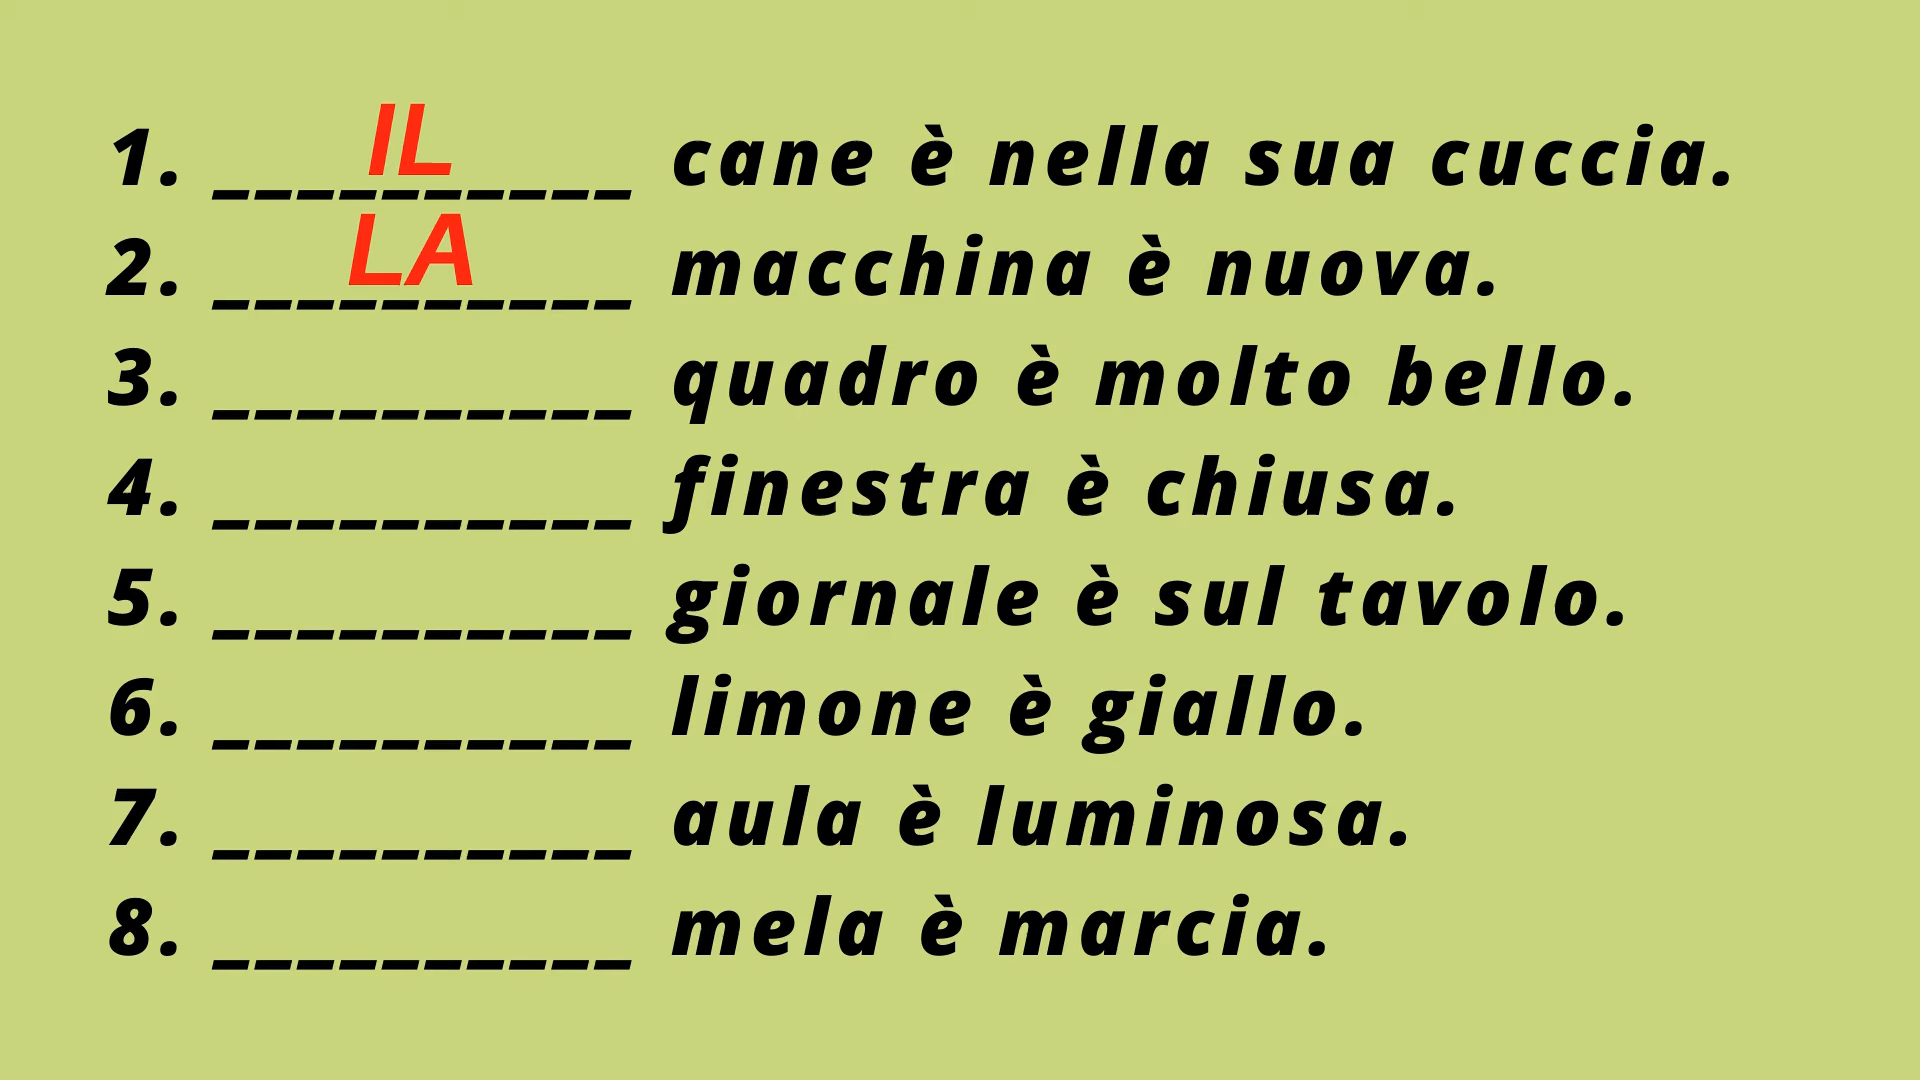 1. IL cane è nella sua cuccia.
2. LA macchina è nuova.
3. __________ quadro è molto bello.
4. __________ finestra è chiusa.
5. __________ giornale è sul tavolo.
6. __________ limone è giallo.
7. __________ aula è luminosa.
8. __________ mela è marcia.